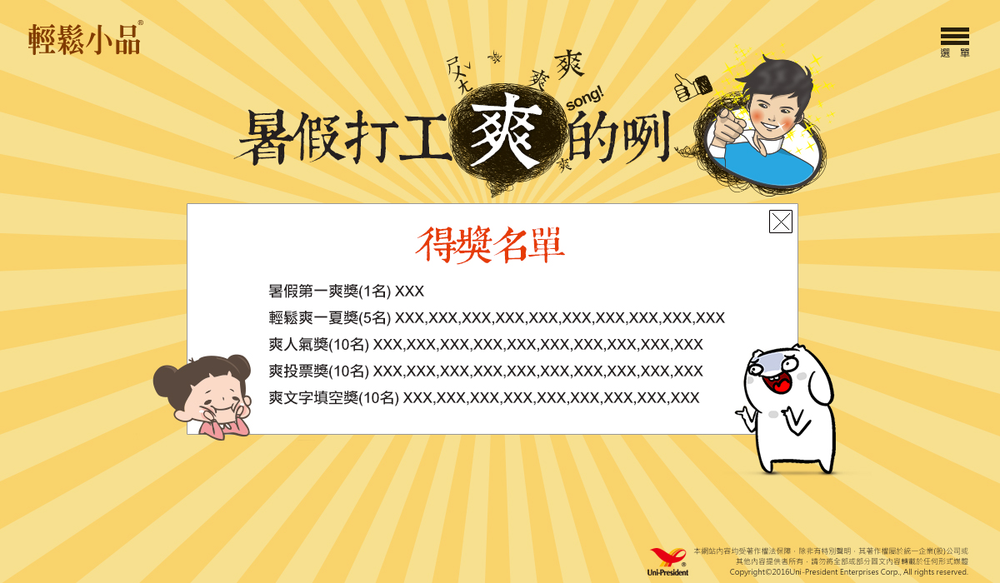 輕鬆小品®
選 單
ㄕㄨㄤˇ
爽
爽
song!
暑假打工爽的咧
爽
得獎名單
暑假第一爽獎(1名) XXX
輕鬆爽一夏獎(5名) XXX,XXX,XXX,XXX,XXX,XXX,XXX,XXX,XXX,XXX
爽人氣獎(10名) XXX,XXX,XXX,XXX,XXX,XXX,XXX,XXX,XXX,XXX
爽投票獎(10名) XXX,XXX,XXX,XXX,XXX,XXX,XXX,XXX,XXX,XXX
爽文字填空獎(10名) XXX,XXX,XXX,XXX,XXX,XXX,XXX,XXX,XXX
Uni-President
本網站內容均受著作權法保障，除非有特別聲明，其著作權屬於統一企業(股)公司或
其他內容提供者所有，請勿將全部或部分圖文內容轉載於任何形式媒體
Copyright©2016Uni-President Enterprises Corp., All rights reserved.